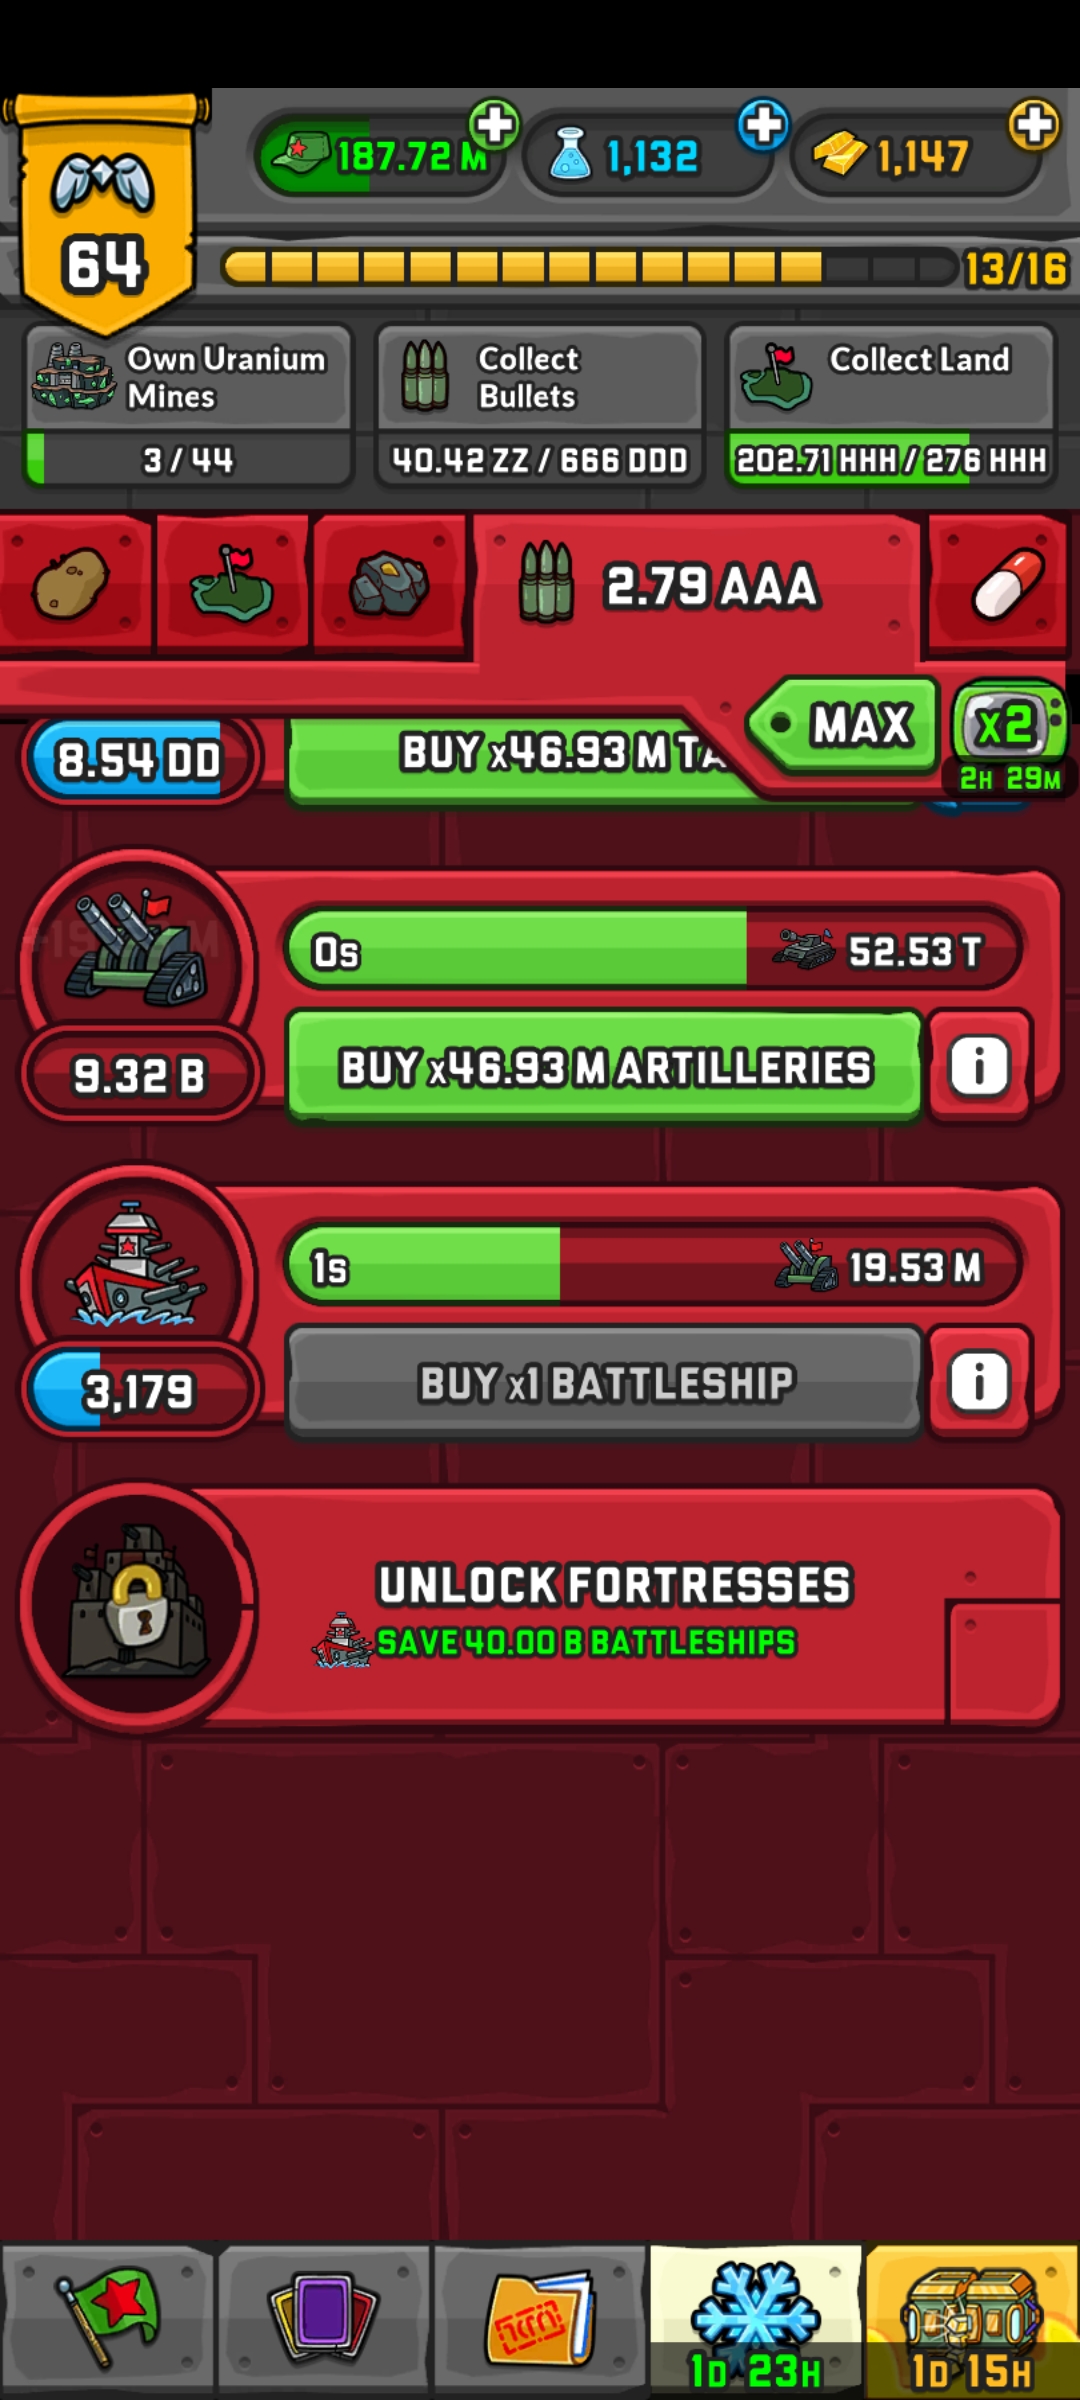 187.72 M
1,132
1,147
64
13/16
Own Uranium
Mines
3 / 44
Collect
Bullets
40.42 ZZ / 666 DDD
Collect Land
202.71 HHH / 276 HHH
2.79 AAA
MAX
x2
2H 29M
8.54 DD
BUY x46.93 M TA
0s
52.53 T
9.32 B
BUY x46.93 M ARTILLERIES
i
1s
19.53 M
3,179
BUY x1 BATTLESHIP
i
UNLOCK FORTRESSES
SAVE 40.00 B BATTLESHIPS
1D 23H
1D 15H